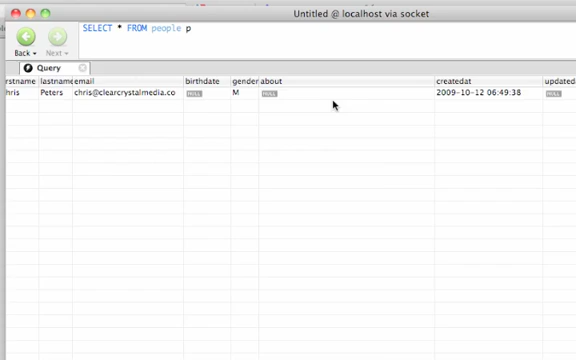 Untitled @ localhost via socket
SELECT * FROM people p
Back Next
Query
rstname lastname email birthdate gender about createdat updated
hris Peters chris@clearcrystalmedia.co NULL M NULL 2009-10-12 06:49:38 NULL